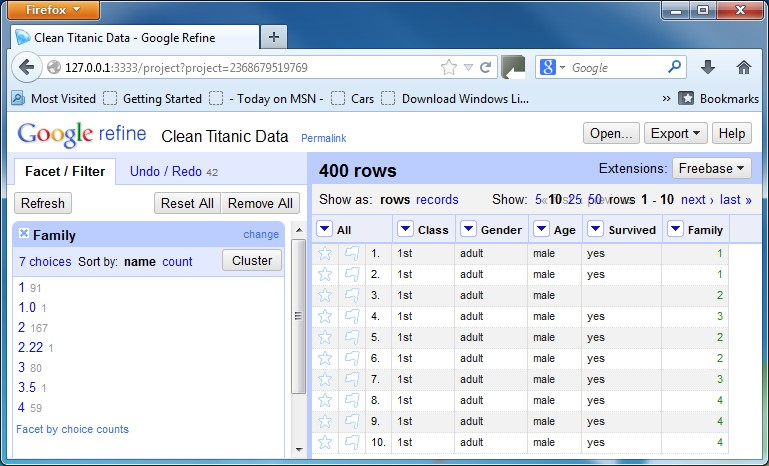 Firefox
Clean Titanic Data - Google Refine
127.0.0.1:3333/project?project=2368679519769
Google
Most Visited Getting Started - Today on MSN - Cars Download Windows Li... » Bookmarks
Google refine Clean Titanic Data Permalink Open... Export Help
Facet / Filter Undo / Redo 42
400 rows Extensions: Freebase
Refresh Reset All Remove All
Show as: rows records Show: 5 10 25 50 rows 1 - 10 next › last »
Family change
7 choices Sort by: name count Cluster
1 91
1.0 1
2 167
2.22 1
3 80
3.5 1
4 59
Facet by choice counts
All Class Gender Age Survived Family
1. 1st adult male yes 1
2. 1st adult male yes 1
3. 1st adult male 2
4. 1st adult male yes 3
5. 1st adult male yes 2
6. 1st adult male yes 2
7. 1st adult male yes 3
8. 1st adult male yes 4
9. 1st adult male yes 4
10. 1st adult male yes 4